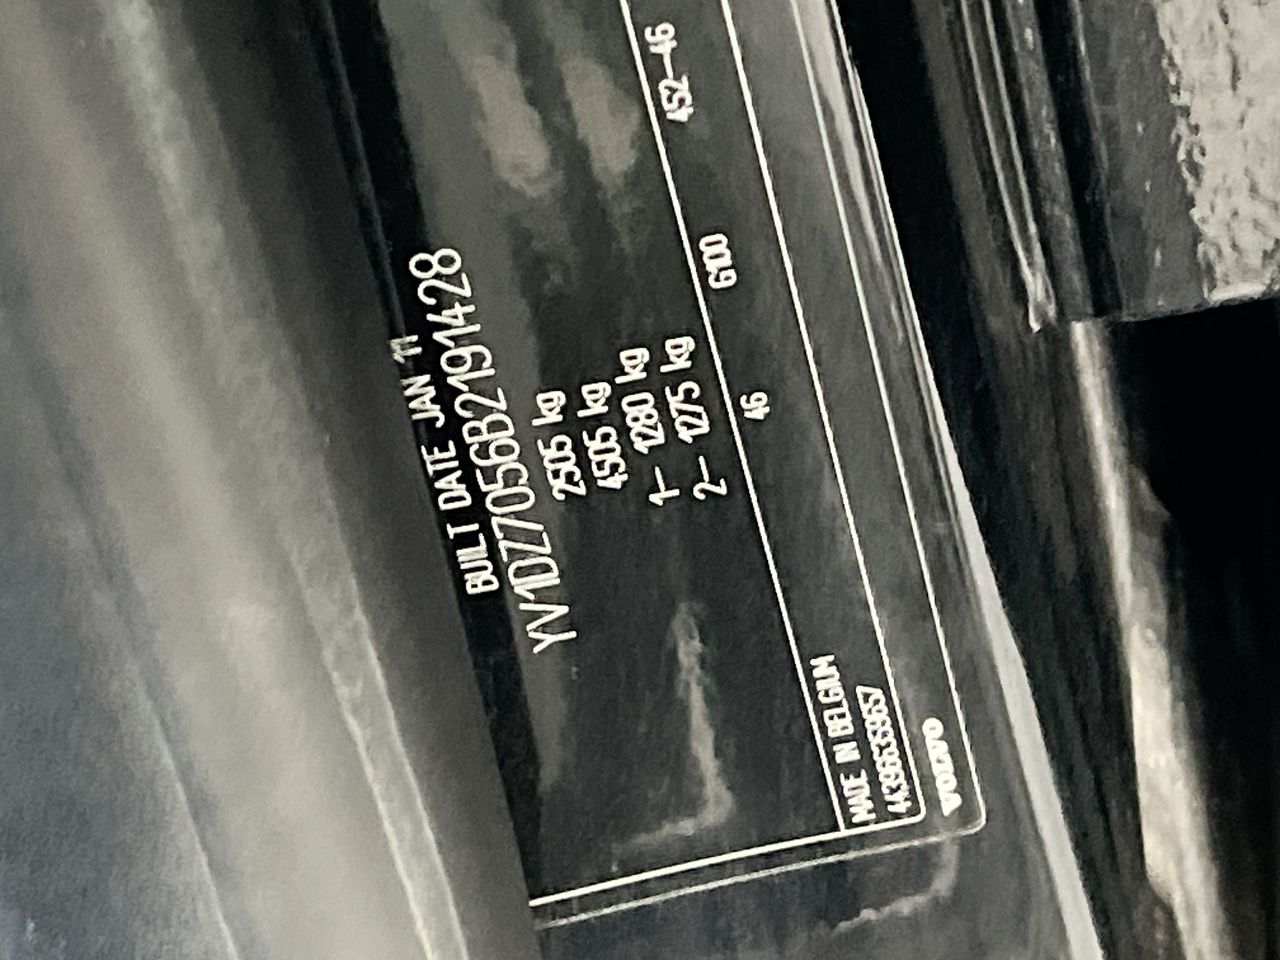 BUILT DATE JAN 11
YV1DZ7056B2191428
2505 kg
4505 kg
1- 1280 kg
2- 1275 kg
452-46
46 6700
MADE IN BELGIUM
VOLVO